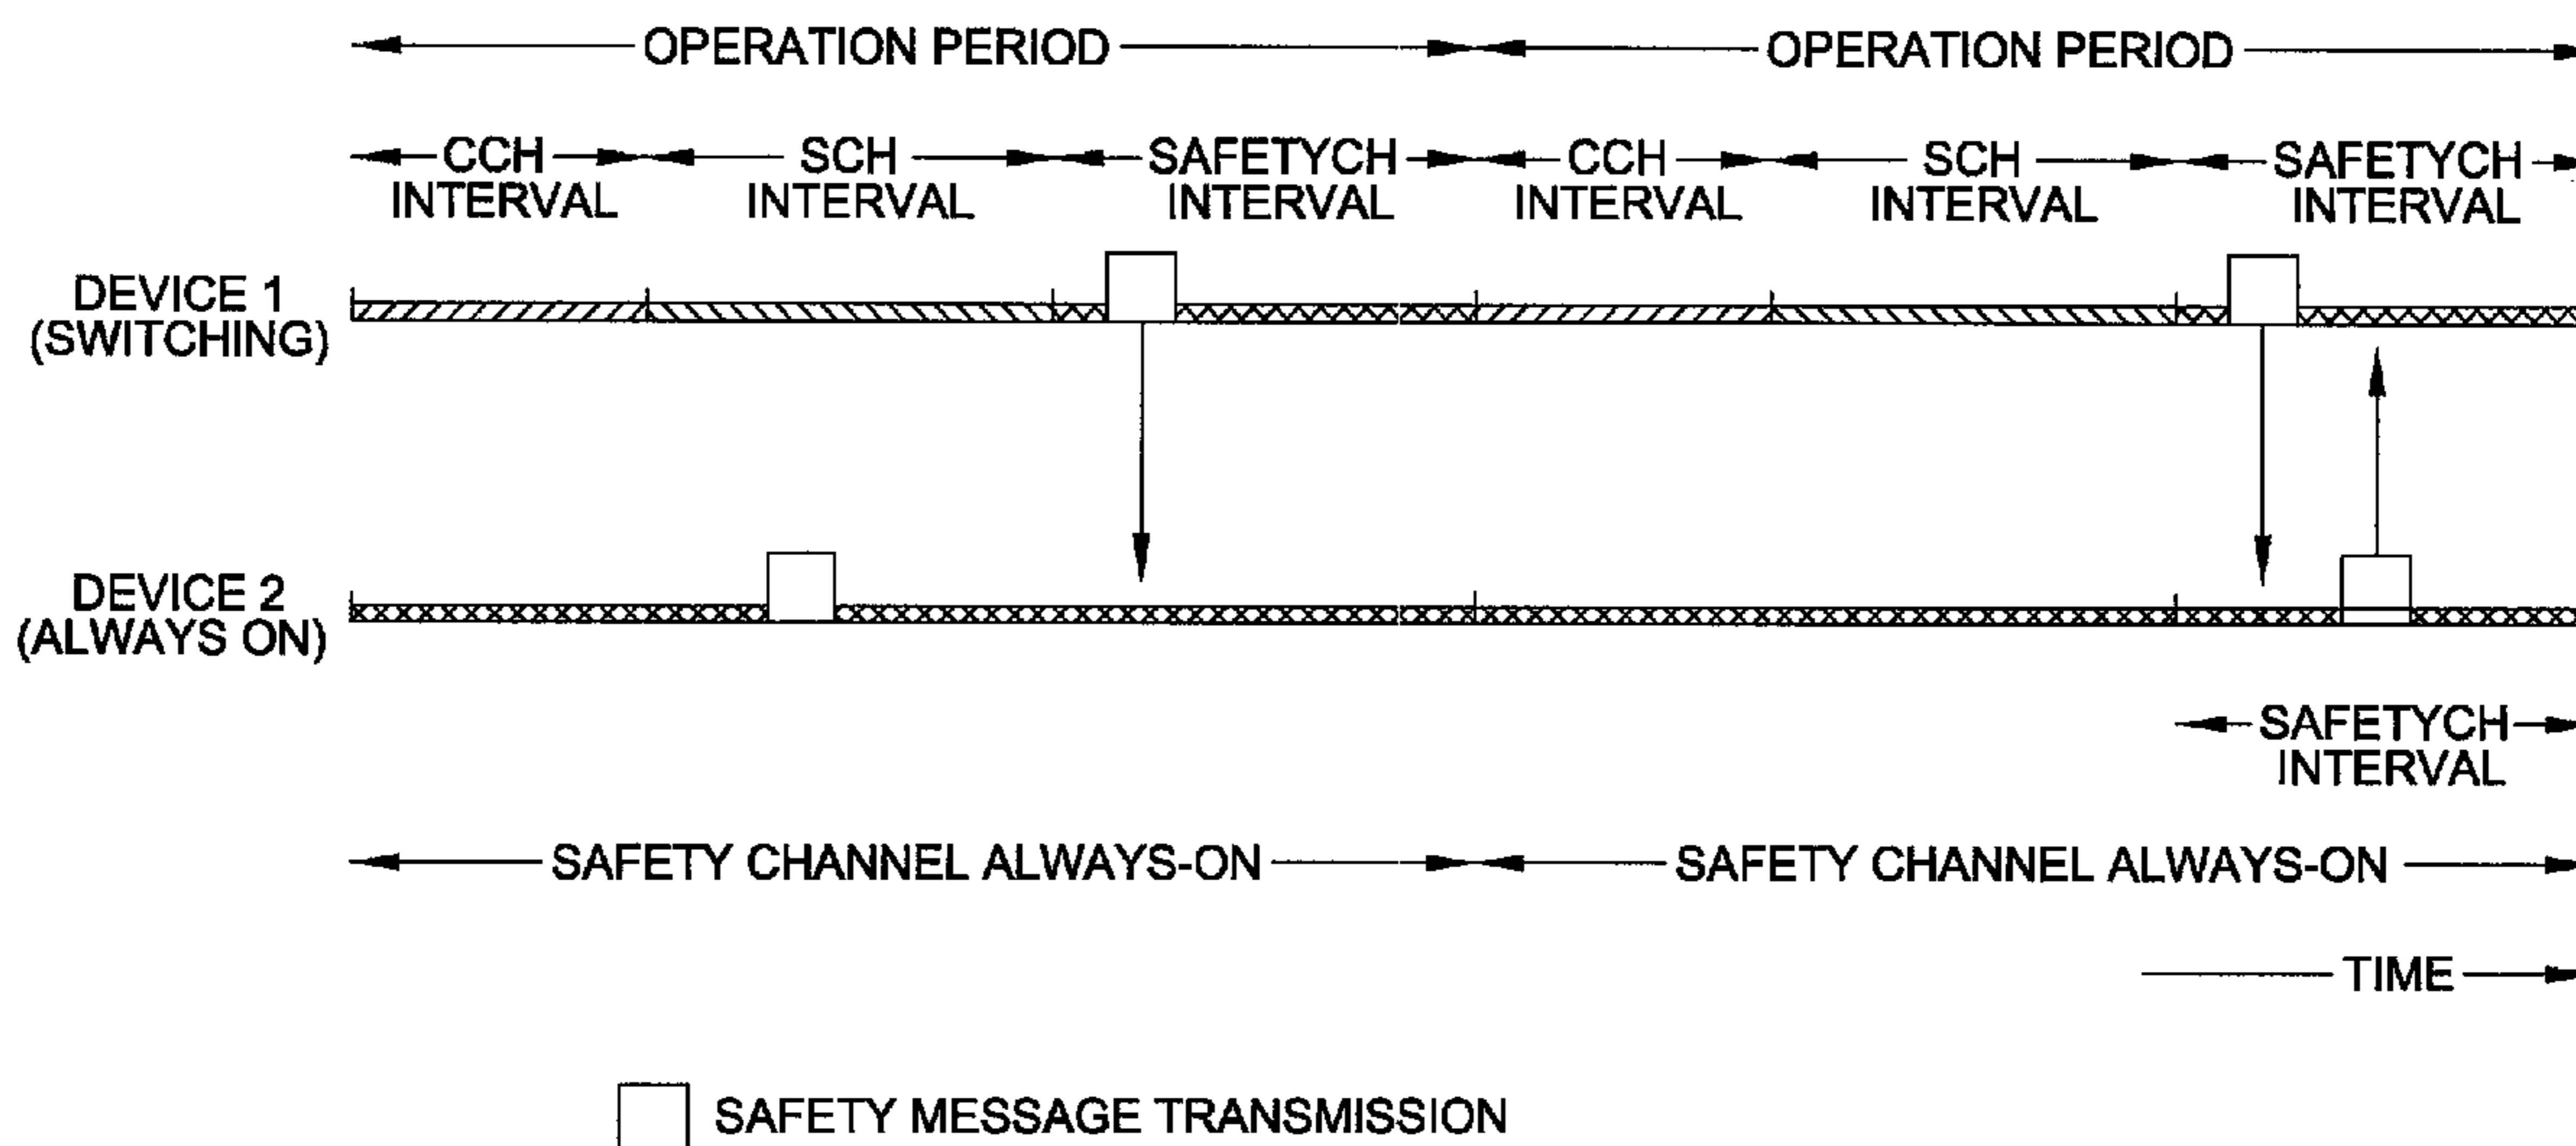 OPERATION PERIOD OPERATION PERIOD
CCH INTERVAL SCH INTERVAL SAFETYCH INTERVAL CCH INTERVAL SCH INTERVAL SAFETYCH INTERVAL
DEVICE 1
(SWITCHING)
DEVICE 2
(ALWAYS ON)
SAFETYCH
INTERVAL
SAFETY CHANNEL ALWAYS-ON SAFETY CHANNEL ALWAYS-ON
TIME
SAFETY MESSAGE TRANSMISSION